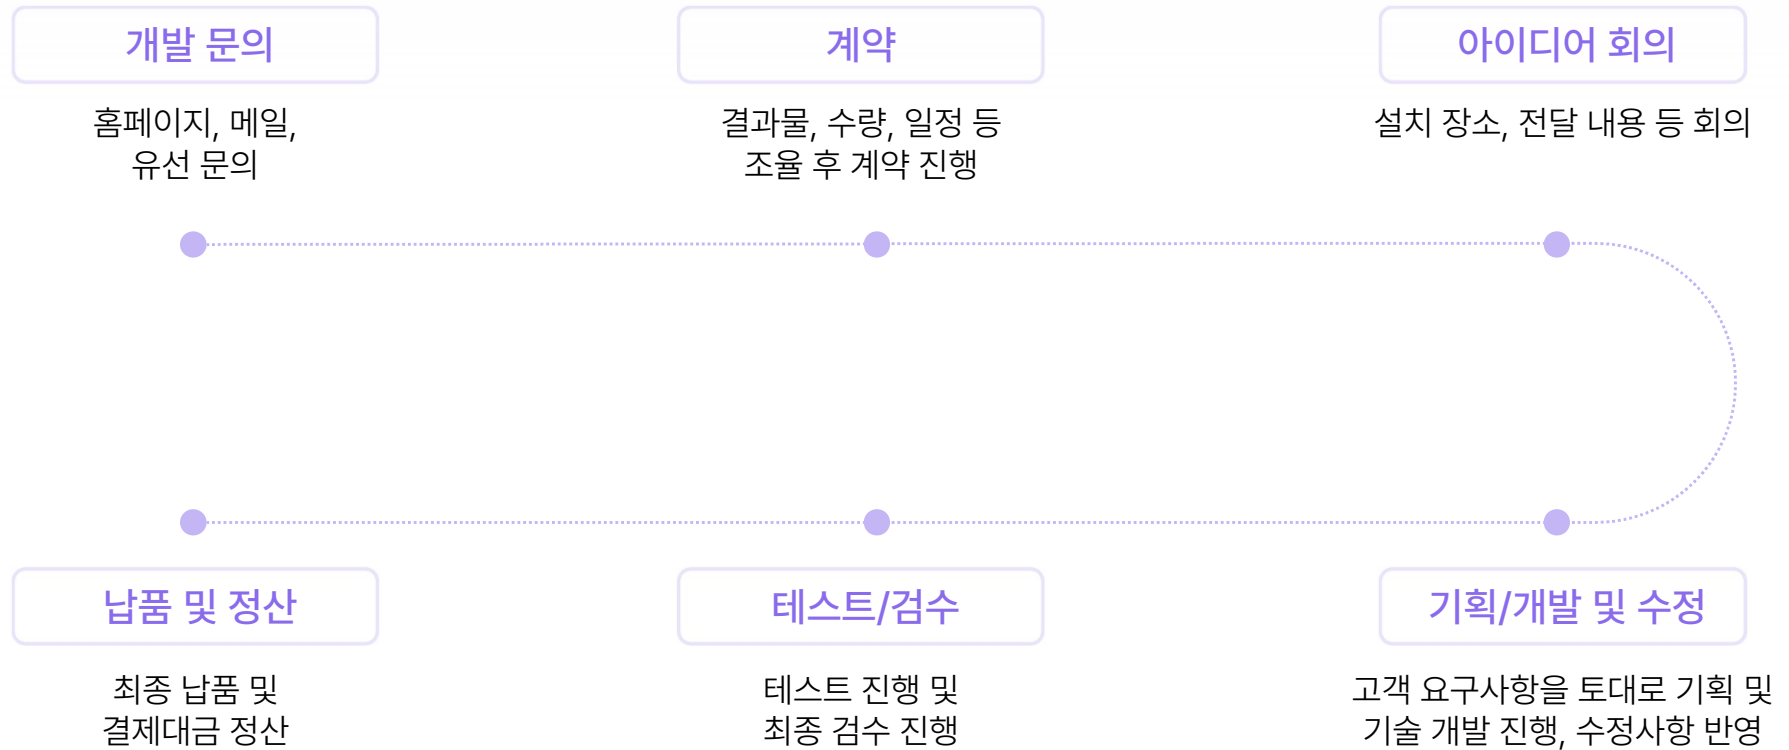 개발 문의
홈페이지, 메일,
유선 문의
계약
결과물, 수량, 일정 등
조율 후 계약 진행
아이디어 회의
설치 장소, 전달 내용 등 회의
기획/개발 및 수정
고객 요구사항을 토대로 기획 및
기술 개발 진행, 수정사항 반영
테스트/검수
테스트 진행 및
최종 검수 진행
납품 및 정산
최종 납품 및
결제대금 정산